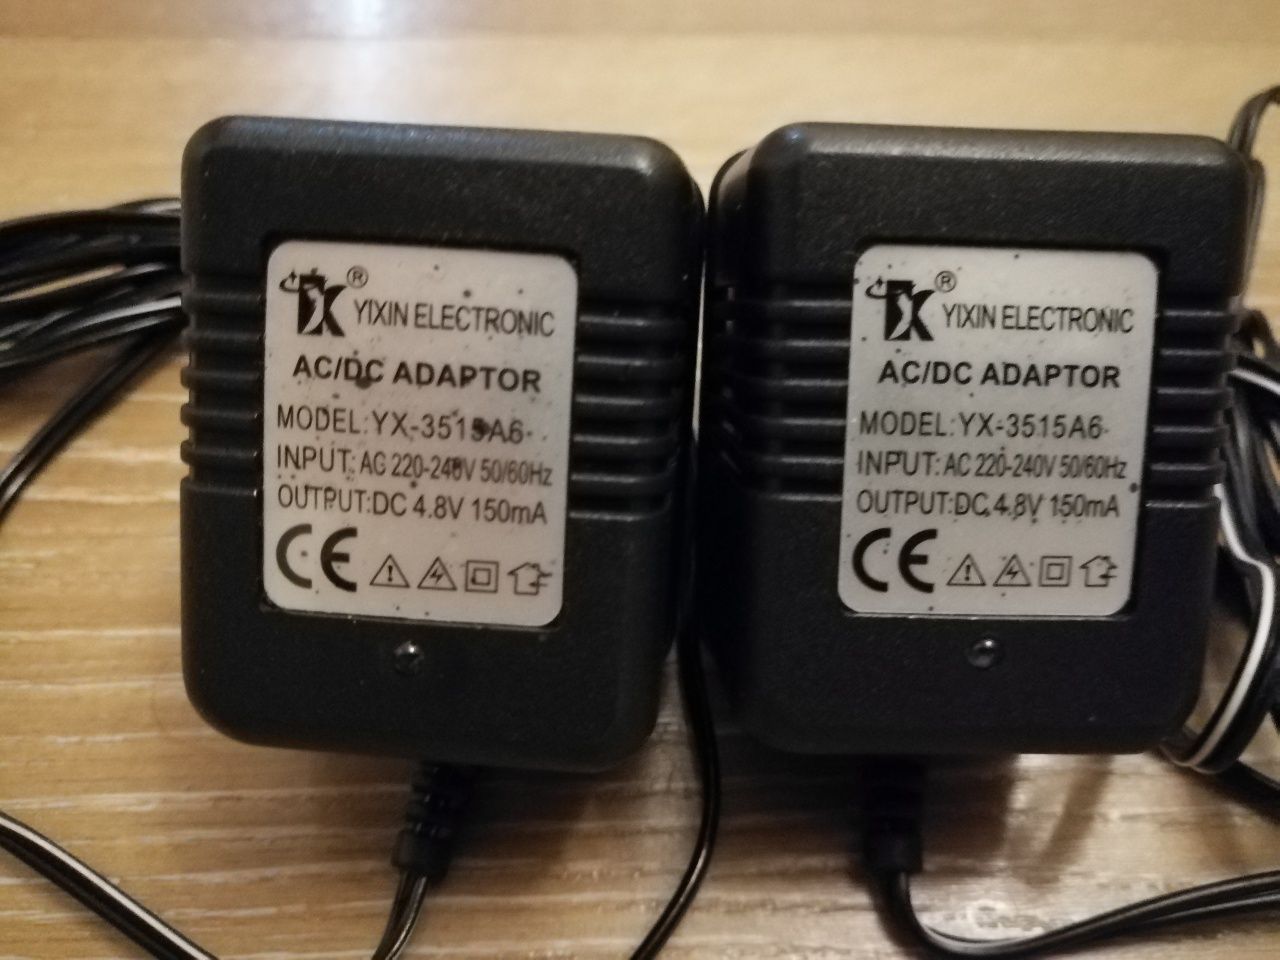 YX ® YIXIN ELECTRONIC
AC/DC ADAPTOR
MODEL:YX-3515A6
INPUT: AC 220-240V 50/60Hz
OUTPUT:DC 4.8V 150mA
CE
YX ® YIXIN ELECTRONIC
AC/DC ADAPTOR
MODEL:YX-3515A6
INPUT: AC 220-240V 50/60Hz
OUTPUT:DC 4.8V 150mA
CE